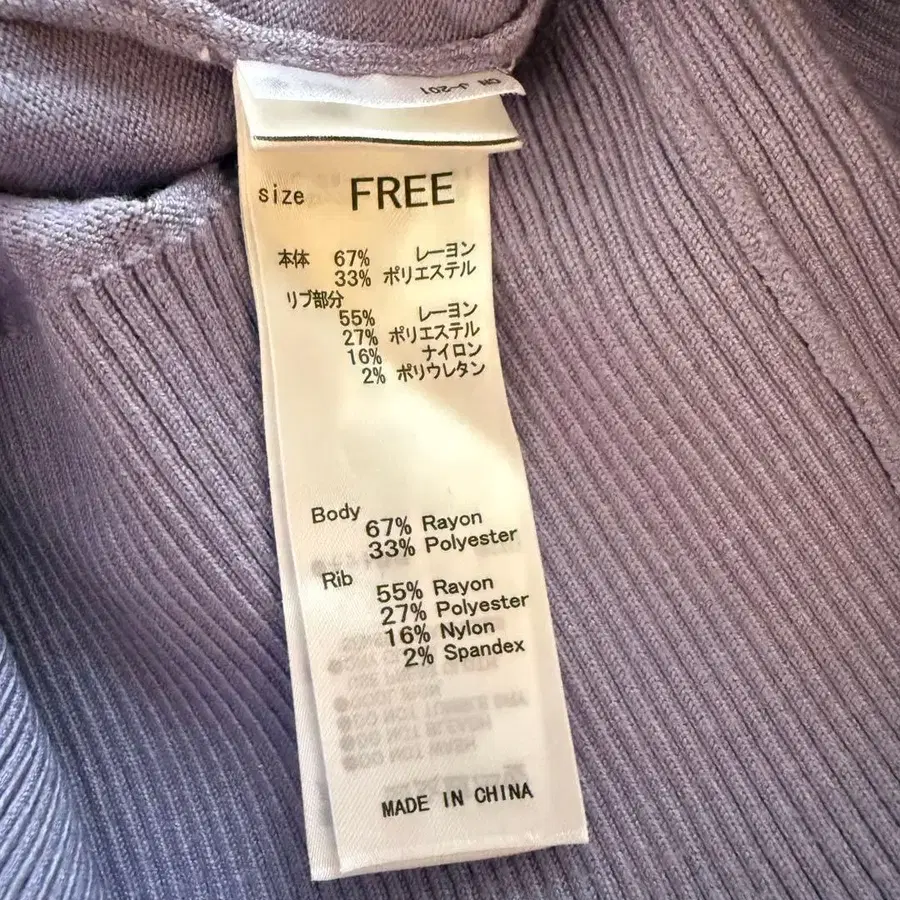 CN J-201
size FREE
本体 67% レーヨン
33% ポリエステル
リブ部分
55% レーヨン
27% ポリエステル
16% ナイロン
2% ポリウレタン
Body
67% Rayon
33% Polyester
Rib
55% Rayon
27% Polyester
16% Nylon
2% Spandex
MADE IN CHINA